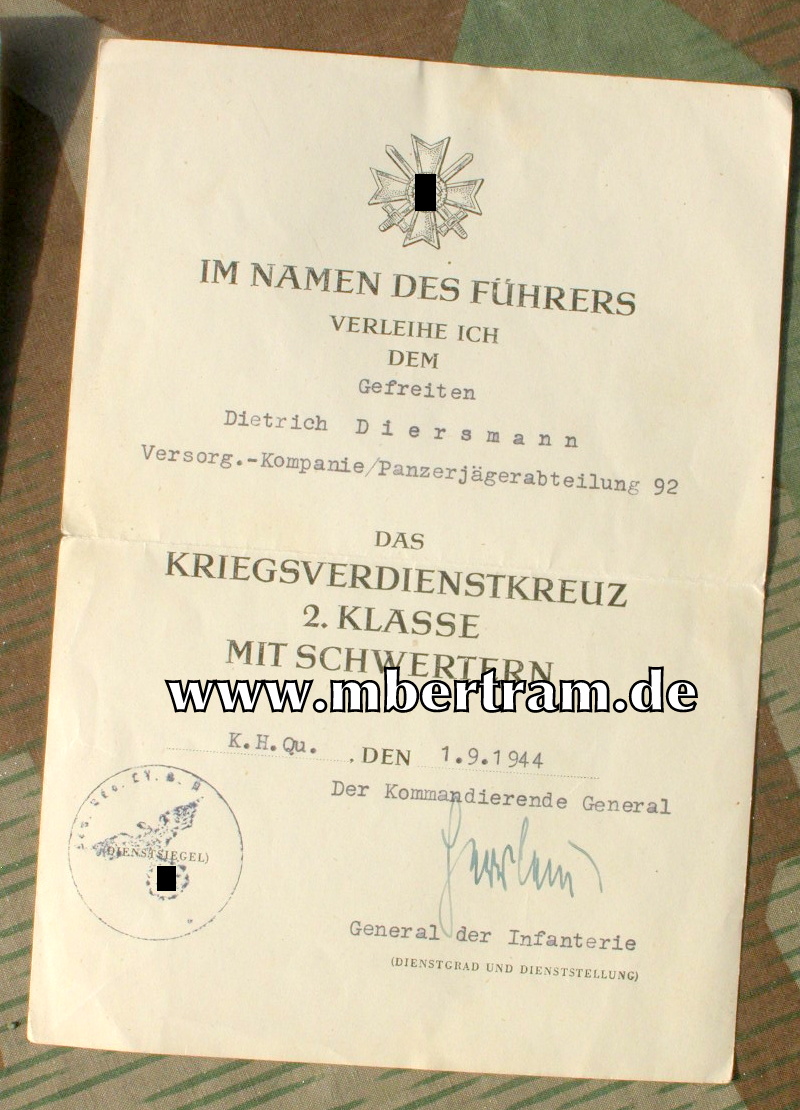 IM NAMEN DES FÜHRERS
VERLEIHE ICH
DEM
Gefreiten
Dietrich Diersmann
Versorg.-Kompanie/Panzerjägerabteilung 92
DAS
KRIEGSVERDIENSTKREUZ
2. KLASSE
MIT SCHWERTERN
www.mbertram.de
K.H.Qu. , DEN 1.9.1944
Der Kommandierende General
(DIENSTSIEGEL)
Herrlein
General der Infanterie
(DIENSTGRAD UND DIENSTSTELLUNG)